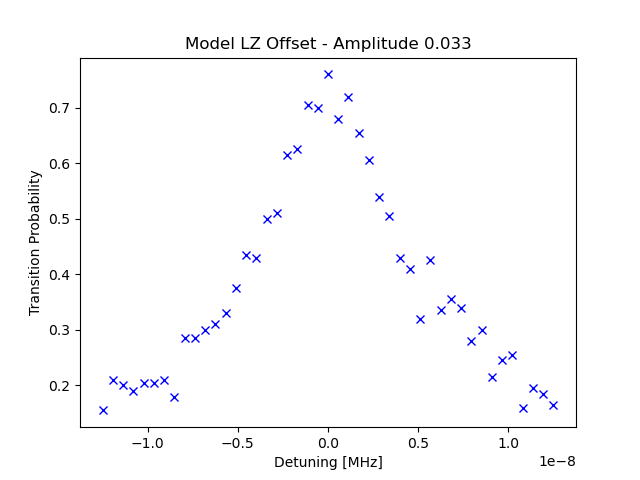 Model LZ Offset - Amplitude 0.033
0.7
0.6
0.5
0.4
0.3
0.2
Transition Probability
−1.0 −0.5 0.0 0.5 1.0
Detuning [MHz]
1e−8